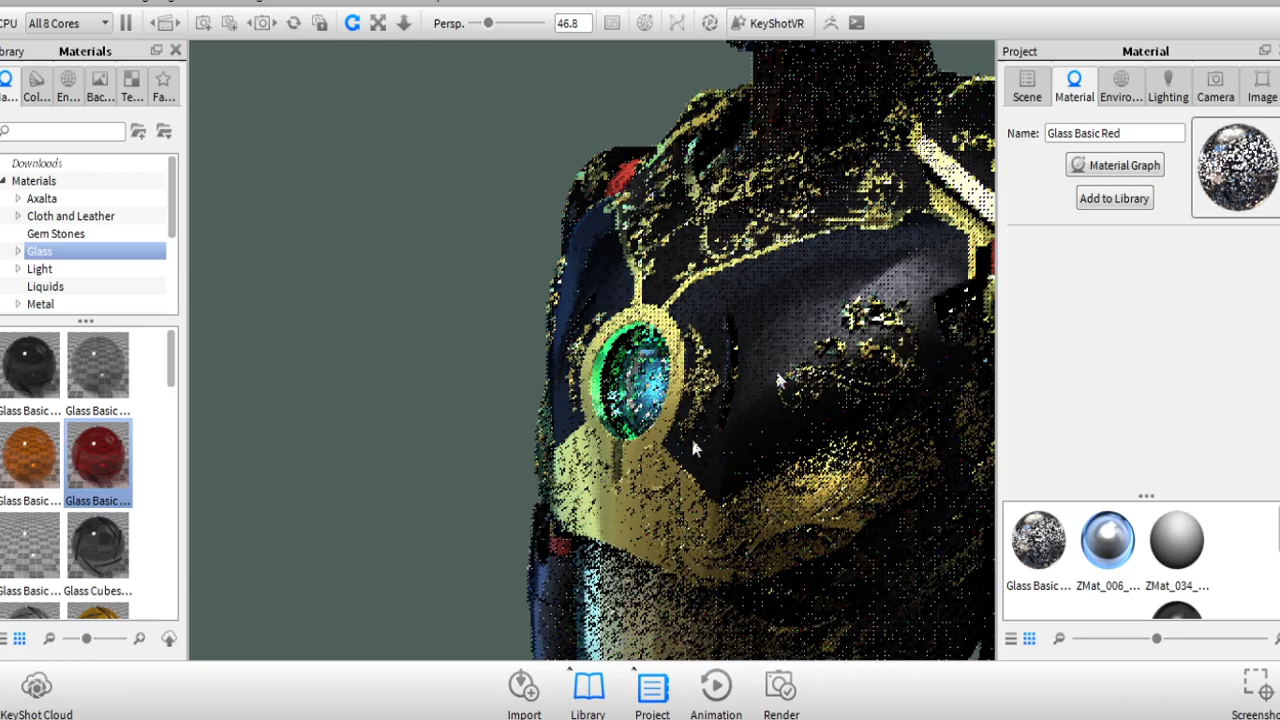 CPU All 8 Cores
Persp. 46.8 KeyShotVR
Materials
Project Material
Col... En... Bac... Te... Fa...
Scene Material Enviro... Lighting Camera Image
Downloads
Materials
Axalta
Cloth and Leather
Gem Stones
Glass
Light
Liquids
Metal
Name: Glass Basic Red
Material Graph
Add to Library
Glass Basic ... Glass Basic ...
Glass Basic ... Glass Basic ...
Glass Basic ... Glass Cubes...
Glass Basic ... ZMat_006_... ZMat_034_...
KeyShot Cloud Import Library Project Animation Render